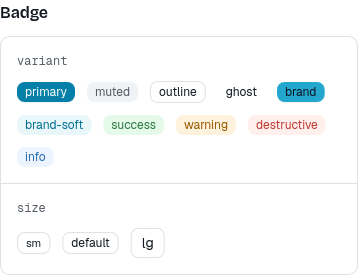 Badge
variant
primary muted outline ghost brand
brand-soft success warning destructive
info
size
sm default lg